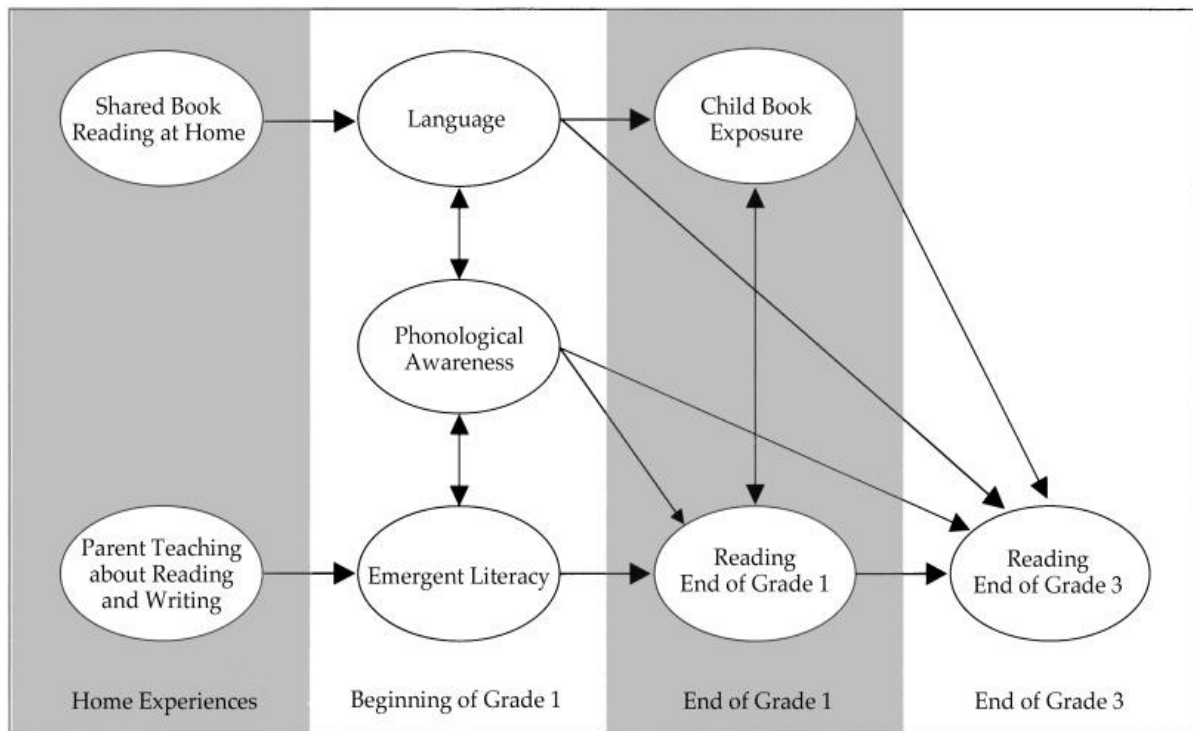 Shared Book
Reading at Home
Language
Child Book
Exposure
Phonological
Awareness
Parent Teaching
about Reading
and Writing
Emergent Literacy
Reading
End of Grade 1
Reading
End of Grade 3
Home Experiences
Beginning of Grade 1
End of Grade 1
End of Grade 3